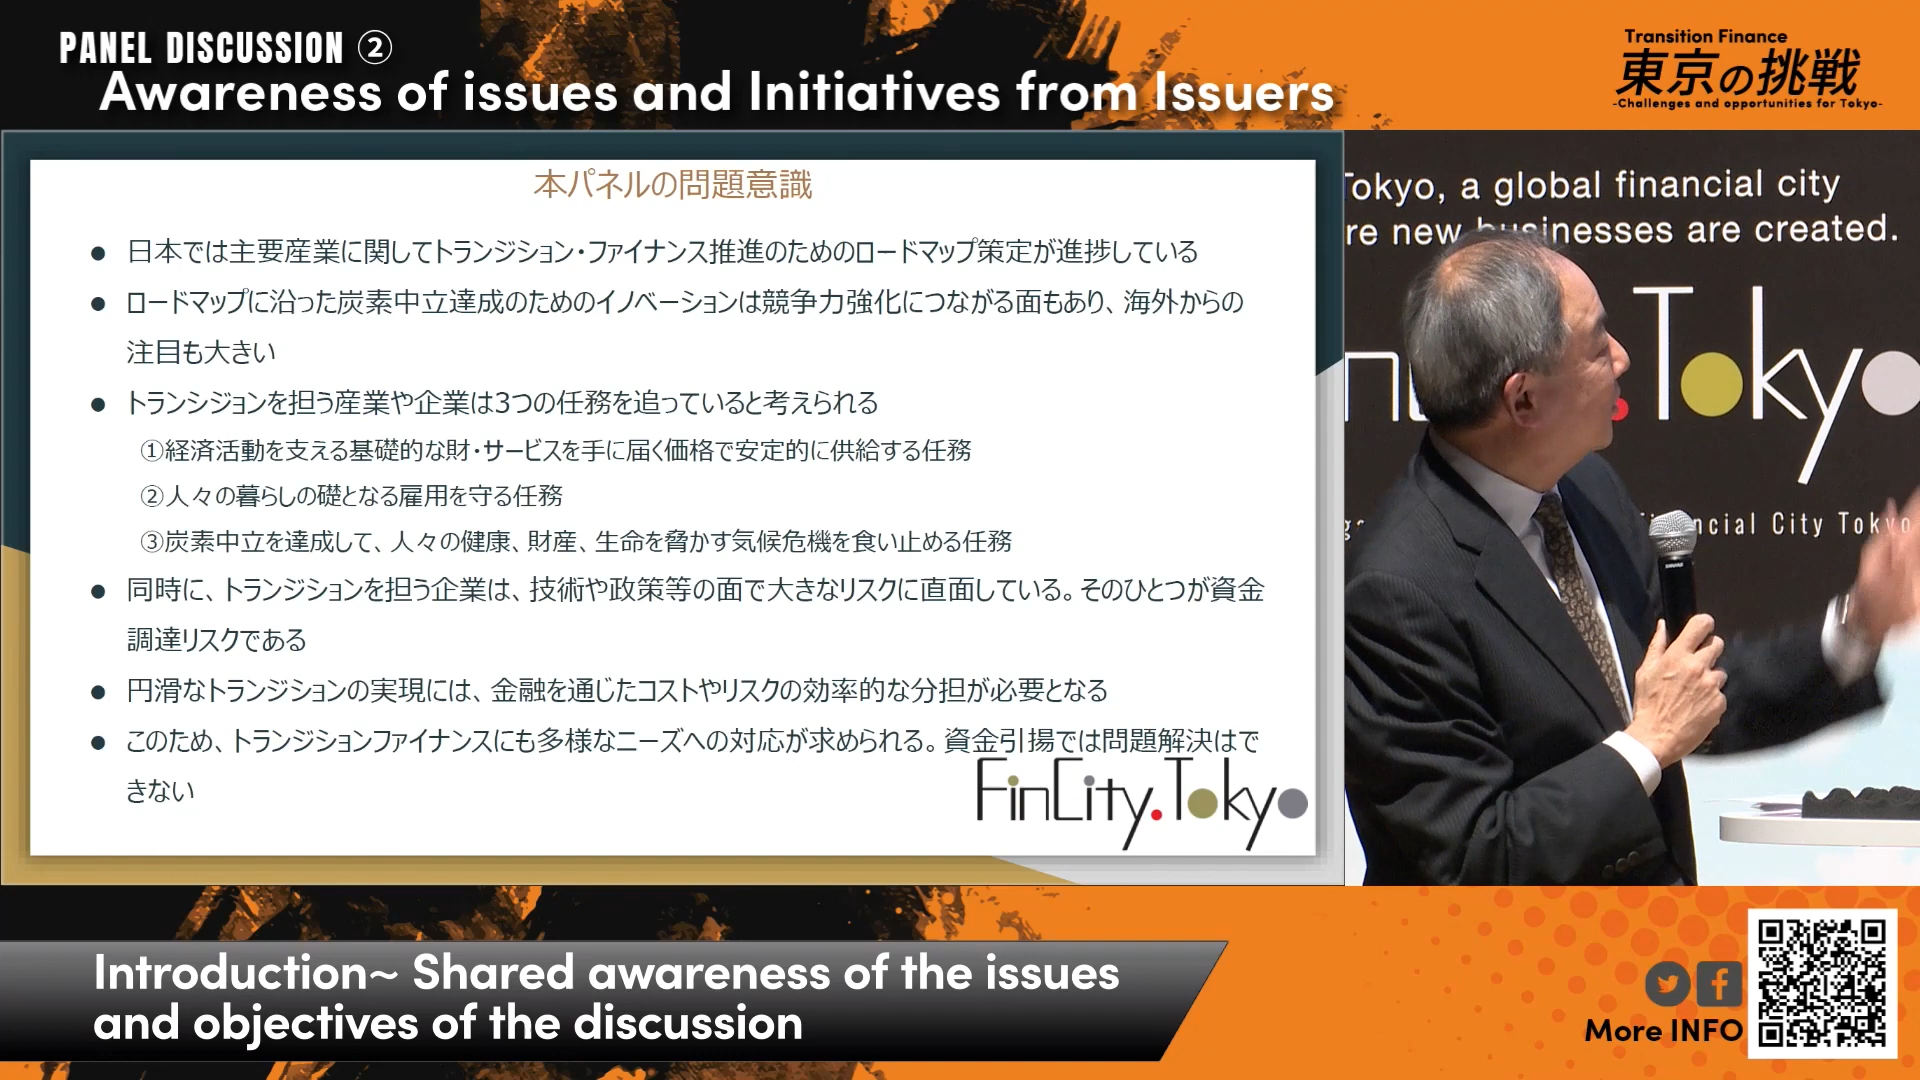 PANEL DISCUSSION ②
Awareness of issues and Initiatives from Issuers
Transition Finance
東京の挑戦
-Challenges and opportunities for Tokyo-
本パネルの問題意識
● 日本では主要産業に関してトランジション・ファイナンス推進のためのロードマップ策定が進捗している
● ロードマップに沿った炭素中立達成のためのイノベーションは競争力強化につながる面もあり、海外からの
注目も大きい
● トランシジョンを担う産業や企業は3つの任務を追っていると考えられる
①経済活動を支える基礎的な財・サービスを手に届く価格で安定的に供給する任務
②人々の暮らしの礎となる雇用を守る任務
③炭素中立を達成して、人々の健康、財産、生命を脅かす気候危機を食い止める任務
● 同時に、トランジションを担う企業は、技術や政策等の面で大きなリスクに直面している。そのひとつが資金
調達リスクである
● 円滑なトランジションの実現には、金融を通じたコストやリスクの効率的な分担が必要となる
● このため、トランジションファイナンスにも多様なニーズへの対応が求められる。資金引揚では問題解決はで
きない
FinCity.Tokyo
Tokyo, a global financial city
re new businesses are created.
.Tokyo
ncial City Tokyo
Introduction~ Shared awareness of the issues
and objectives of the discussion
More INFO